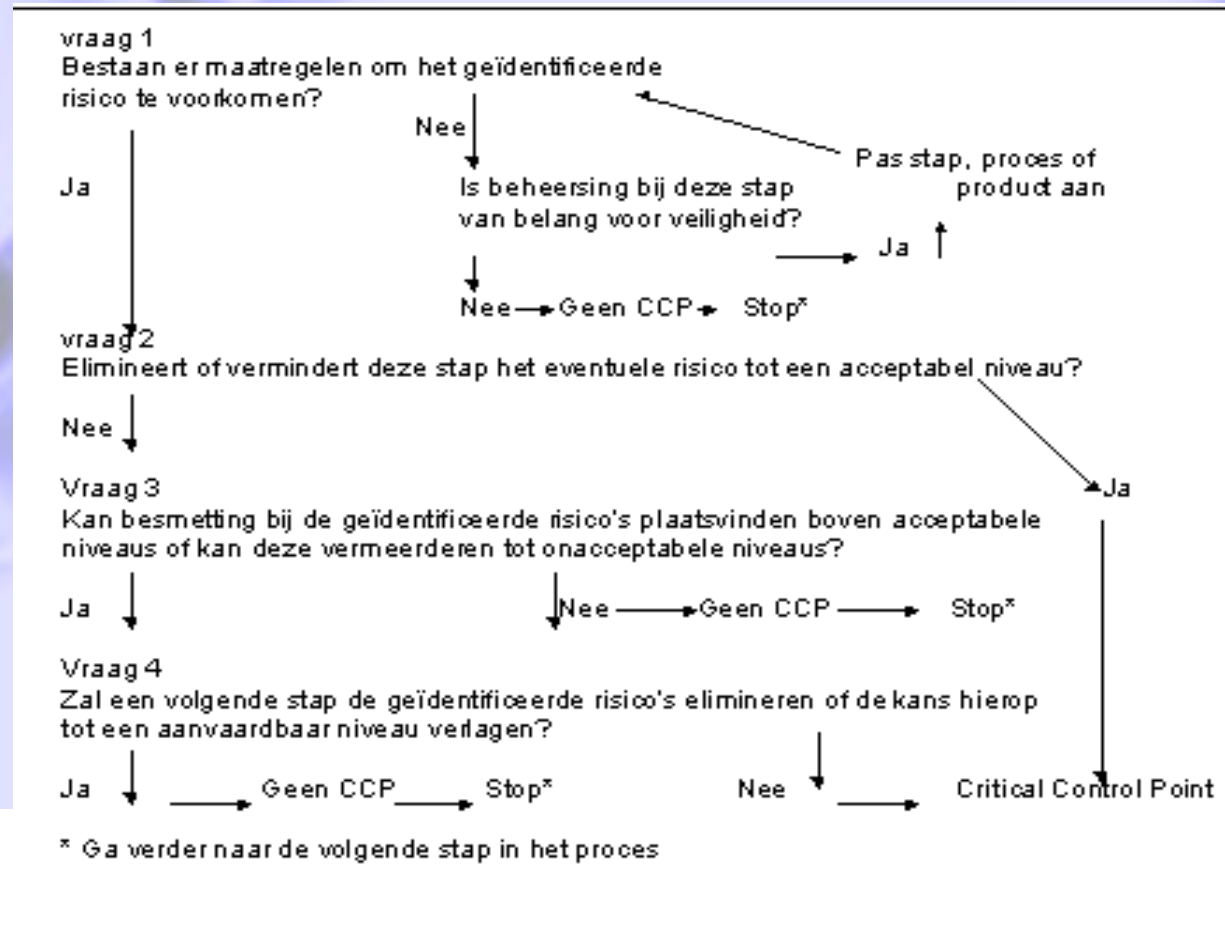 vraag 1
Bestaan er maatregelen om het geïdentificeerde
risico te voorkomen?
Nee
Pas stap, proces of
product aan
Ja
Is beheersing bij deze stap
van belang voor veiligheid?
Ja
Nee Geen CCP Stop*
vraag 2
Elimineert of vermindert deze stap het eventuele risico tot een acceptabel niveau?
Nee
Vraag 3
Ja
Kan besmetting bij de geïdentificeerde risico's plaatsvinden boven acceptabele
niveaus of kan deze vermeerderen tot onacceptabele niveaus?
Ja
Nee Geen CCP Stop*
Vraag 4
Zal een volgende stap de geïdentificeerde risico's elimineren of de kans hierop
tot een aanvaardbaar niveau verlagen?
Ja Geen CCP Stop*
Nee Critical Control Point
* Ga verder naar de volgende stap in het proces